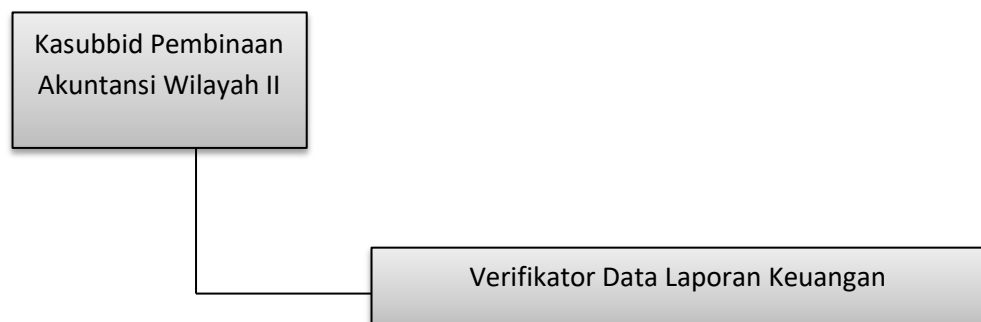 Kasubbid Pembinaan
Akuntansi Wilayah II
Verifikator Data Laporan Keuangan